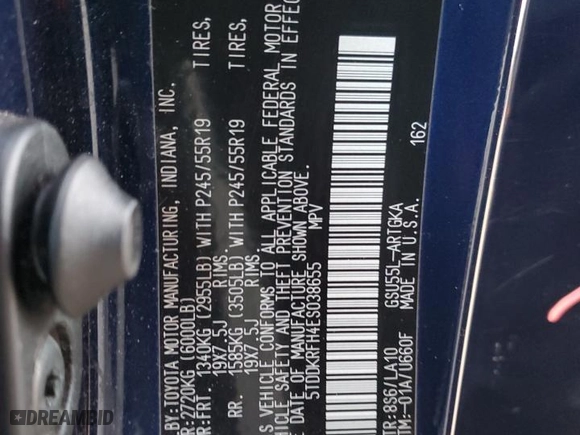 BY:TOYOTA MOTOR MANUFACTURING, INDIANA, INC.
R:2720KG (6000LB)
R:FRT 1340KG (2955LB) WITH P245/55R19 TIRES,
19X7.5J RIMS
RR. 1585KG (3505LB) WITH P245/55R19 TIRES,
19X7.5J RIMS
S VEHICLE CONFORMS TO ALL APPLICABLE FEDERAL MOTOR
HICLE SAFETY AND THEFT PREVENTION STANDARDS IN EFFEC
DATE OF MANUFACTURE SHOWN ABOVE.
5TDDKRFH4ES038655 MPV
162
TR:8S6/LA10 GSU55L-ARTGKA
TM:-01A/U660F MADE IN U.S.A.
DREAMBID